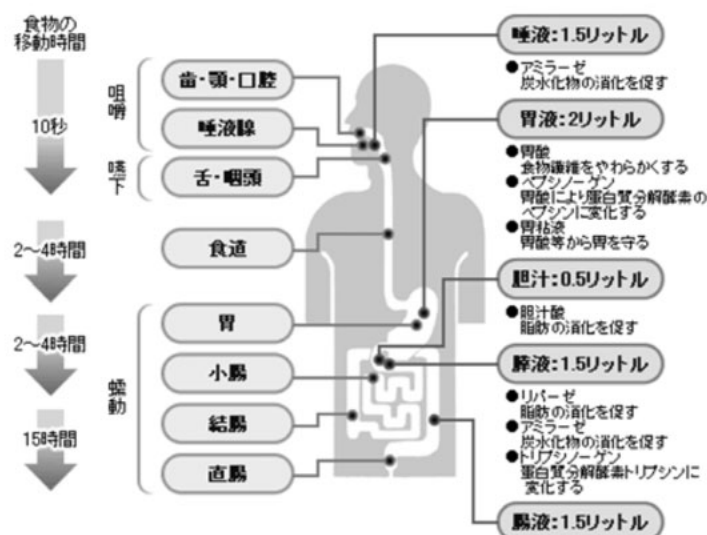 食物の
移動時間
10秒
2〜4時間
2〜4時間
15時間
咀嚼
嚥下
蠕動
歯・顎・口腔
唾液腺
舌・咽頭
食道
胃
小腸
結腸
直腸
唾液:1.5リットル
●アミラーゼ
炭水化物の消化を促す
胃液:2リットル
●胃酸
食物繊維をやわらかくする
●ペプシノーゲン
胃酸により蛋白質分解酵素の
ペプシンに変化する
●胃粘液
胃酸等から胃を守る
胆汁:0.5リットル
●胆汁酸
脂肪の消化を促す
膵液:1.5リットル
●リパーゼ
脂肪の消化を促す
●アミラーゼ
炭水化物の消化を促す
●トリプシノーゲン
蛋白質分解酵素トリプシンに
変化する
腸液:1.5リットル